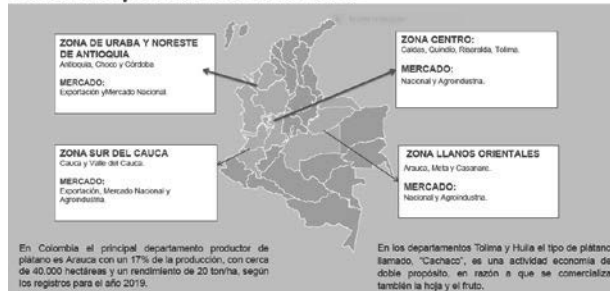 ZONA DE URABA Y NORESTE
DE ANTIOQUIA
Antioquia, Choco y Córdoba
MERCADO:
Exportación yMercado Nacional
ZONA CENTRO:
Caldas, Quindío, Risaralda, Tolima.
MERCADO:
Nacional y Agroindustria.
ZONA SUR DEL CAUCA
Cauca y Valle del Cauca.
MERCADO:
Exportación, Mercado Nacional y
Agroindustria.
ZONA LLANOS ORIENTALES
Arauca, Meta y Casanare.
MERCADO:
Nacional y Agroindustria.
En Colombia el principal departamento productor de
plátano es Arauca con un 17% de la producción, con cerca
de 40.000 hectáreas y un rendimiento de 20 ton/ha, según
los registros para el año 2019.
En los departamentos Tolima y Huila el tipo de plátano
llamado, "Cachaco", es una actividad economía de
doble propósito, en razón a que se comercializa
también la hoja y el fruto.